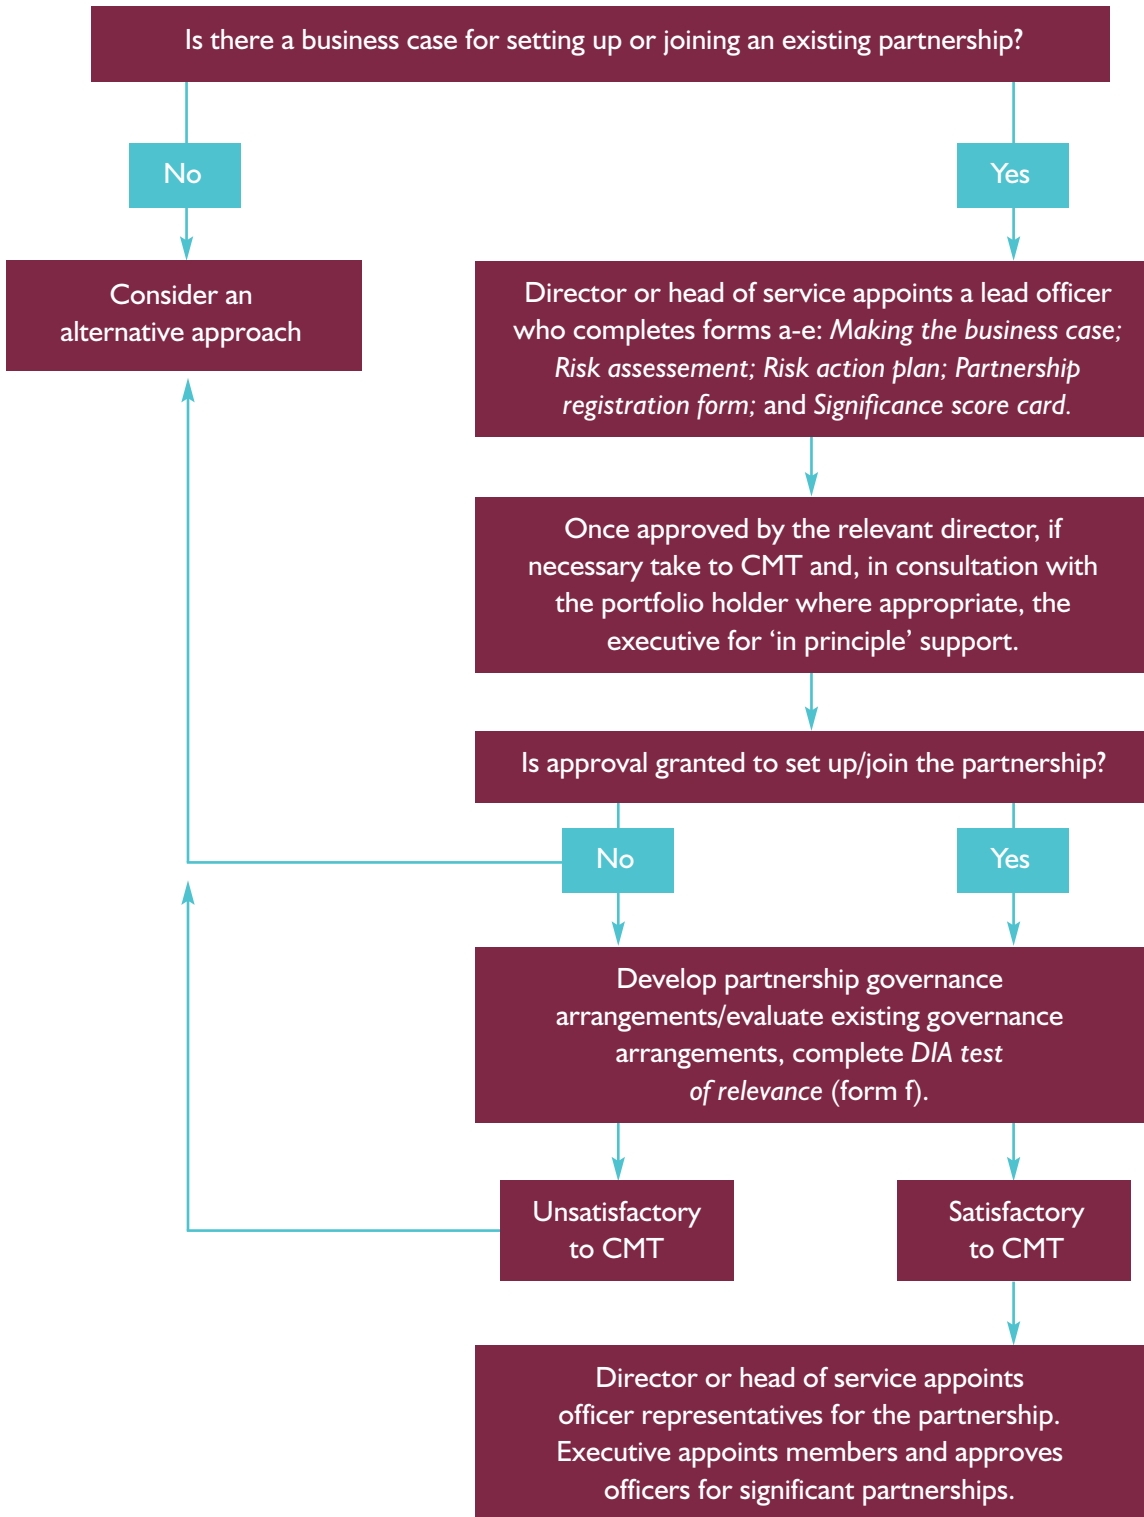 Is there a business case for setting up or joining an existing partnership?
No
Yes
Consider an
alternative approach
Director or head of service appoints a lead officer
who completes forms a-e: Making the business case;
Risk assessement; Risk action plan; Partnership
registration form; and Significance score card.
Once approved by the relevant director, if
necessary take to CMT and, in consultation with
the portfolio holder where appropriate, the
executive for ‘in principle’ support.
Is approval granted to set up/join the partnership?
No
Yes
Develop partnership governance
arrangements/evaluate existing governance
arrangements, complete DIA test
of relevance (form f).
Unsatisfactory
to CMT
Satisfactory
to CMT
Director or head of service appoints
officer representatives for the partnership.
Executive appoints members and approves
officers for significant partnerships.